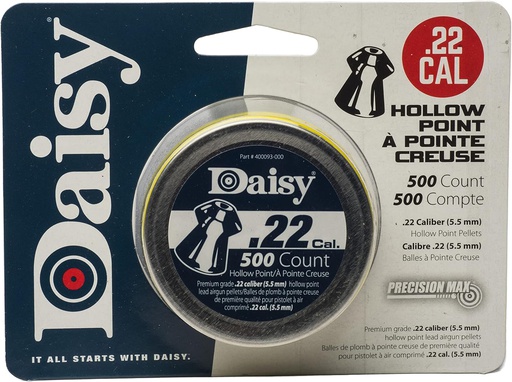 Daisy
IT ALL STARTS WITH DAISY.
.22
CAL
HOLLOW
POINT
À POINTE
CREUSE
500 Count
500 Compte
.22 Caliber (5.5 mm)
Hollow Point Pellets
Calibre .22 (5.5 mm)
Balles à Pointe Creuse
PRECISION MAX
Premium grade .22 caliber (5.5 mm)
hollow point lead airgun pellets/
Balles de plomb à pointe creuse de première qualité
pour pistolet à air comprimé .22 cal. (5.5 mm)
Part # 400093-000
Daisy
.22 Cal.
500 Count
Hollow Point/À Pointe Creuse
Premium grade .22 caliber (5.5 mm) hollow point
lead airgun pellets/Balles de plomb à pointe creuse
de première qualité pour pistolet à air
comprimé .22 cal. (5.5 mm)